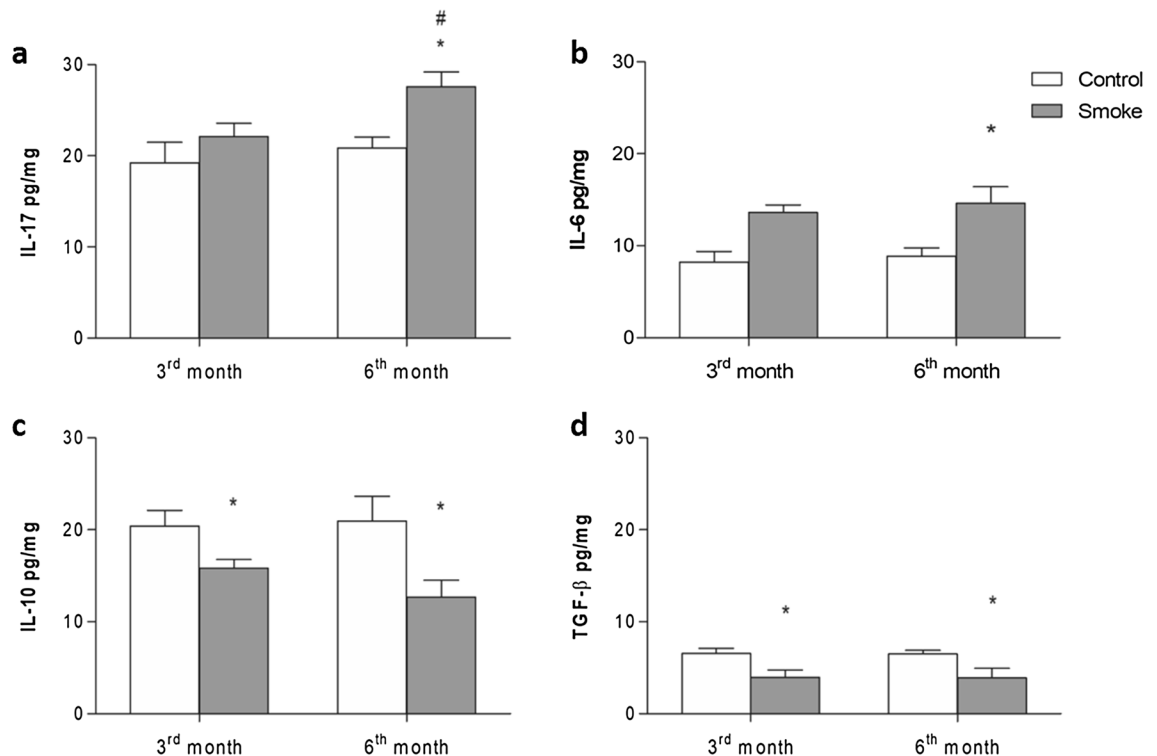 a
#
*
30
20
10
0
IL-17 pg/mg
3rd month
6th month
b
Control
Smoke
*
30
20
10
0
IL-6 pg/mg
3rd month
6th month
c
30
20
10
0
IL-10 pg/mg
*
*
3rd month
6th month
d
30
20
10
0
TGF-β pg/mg
*
*
3rd month
6th month